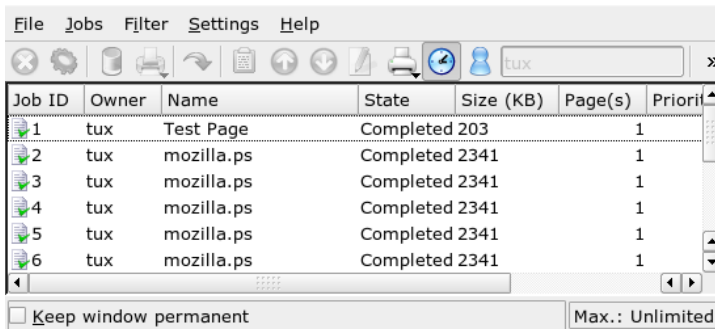 File Jobs Filter Settings Help
tux »
Job ID Owner Name State Size (KB) Page(s) Priorit
1 tux Test Page Completed 203 1
2 tux mozilla.ps Completed 2341 1
3 tux mozilla.ps Completed 2341 1
4 tux mozilla.ps Completed 2341 1
5 tux mozilla.ps Completed 2341 1
6 tux mozilla.ps Completed 2341 1
Keep window permanent Max.: Unlimited